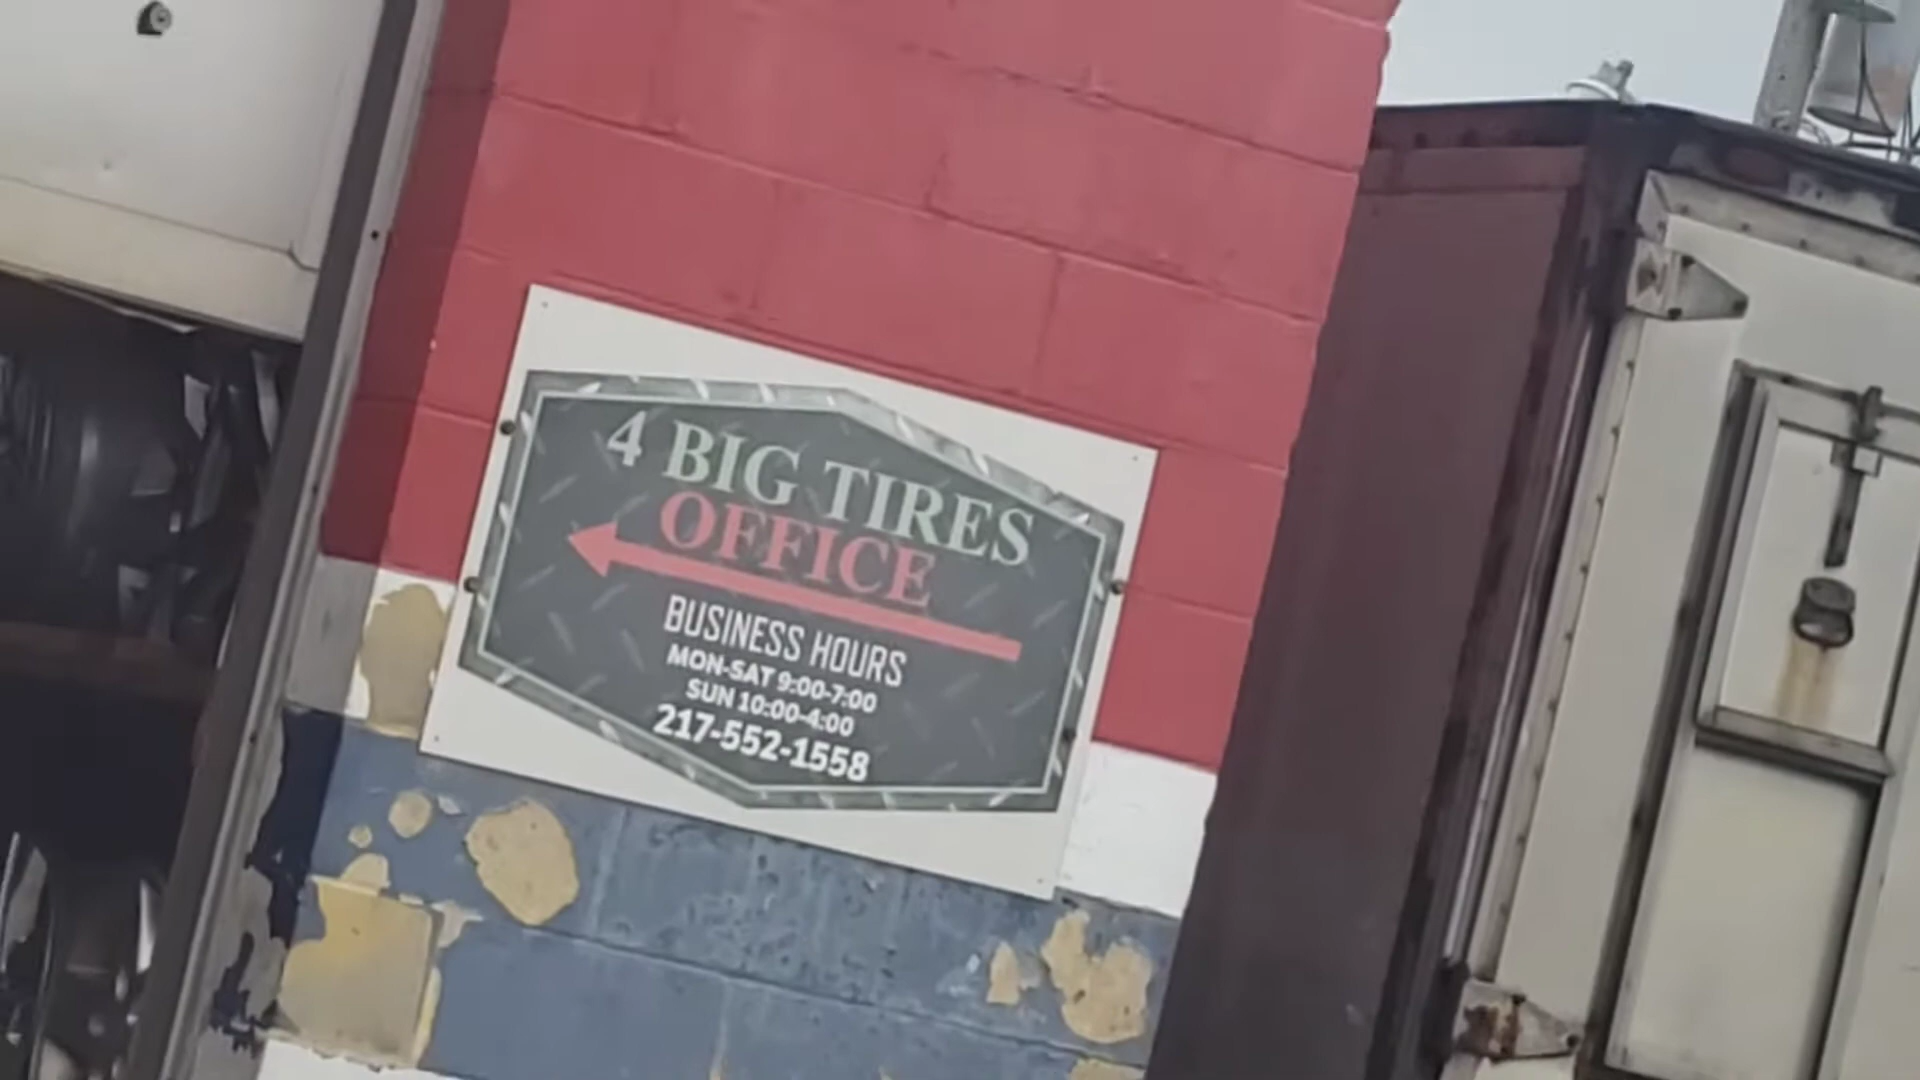 4 BIG TIRES
OFFICE
BUSINESS HOURS
MON-SAT 9:00-7:00
SUN 10:00-4:00
217-552-1558